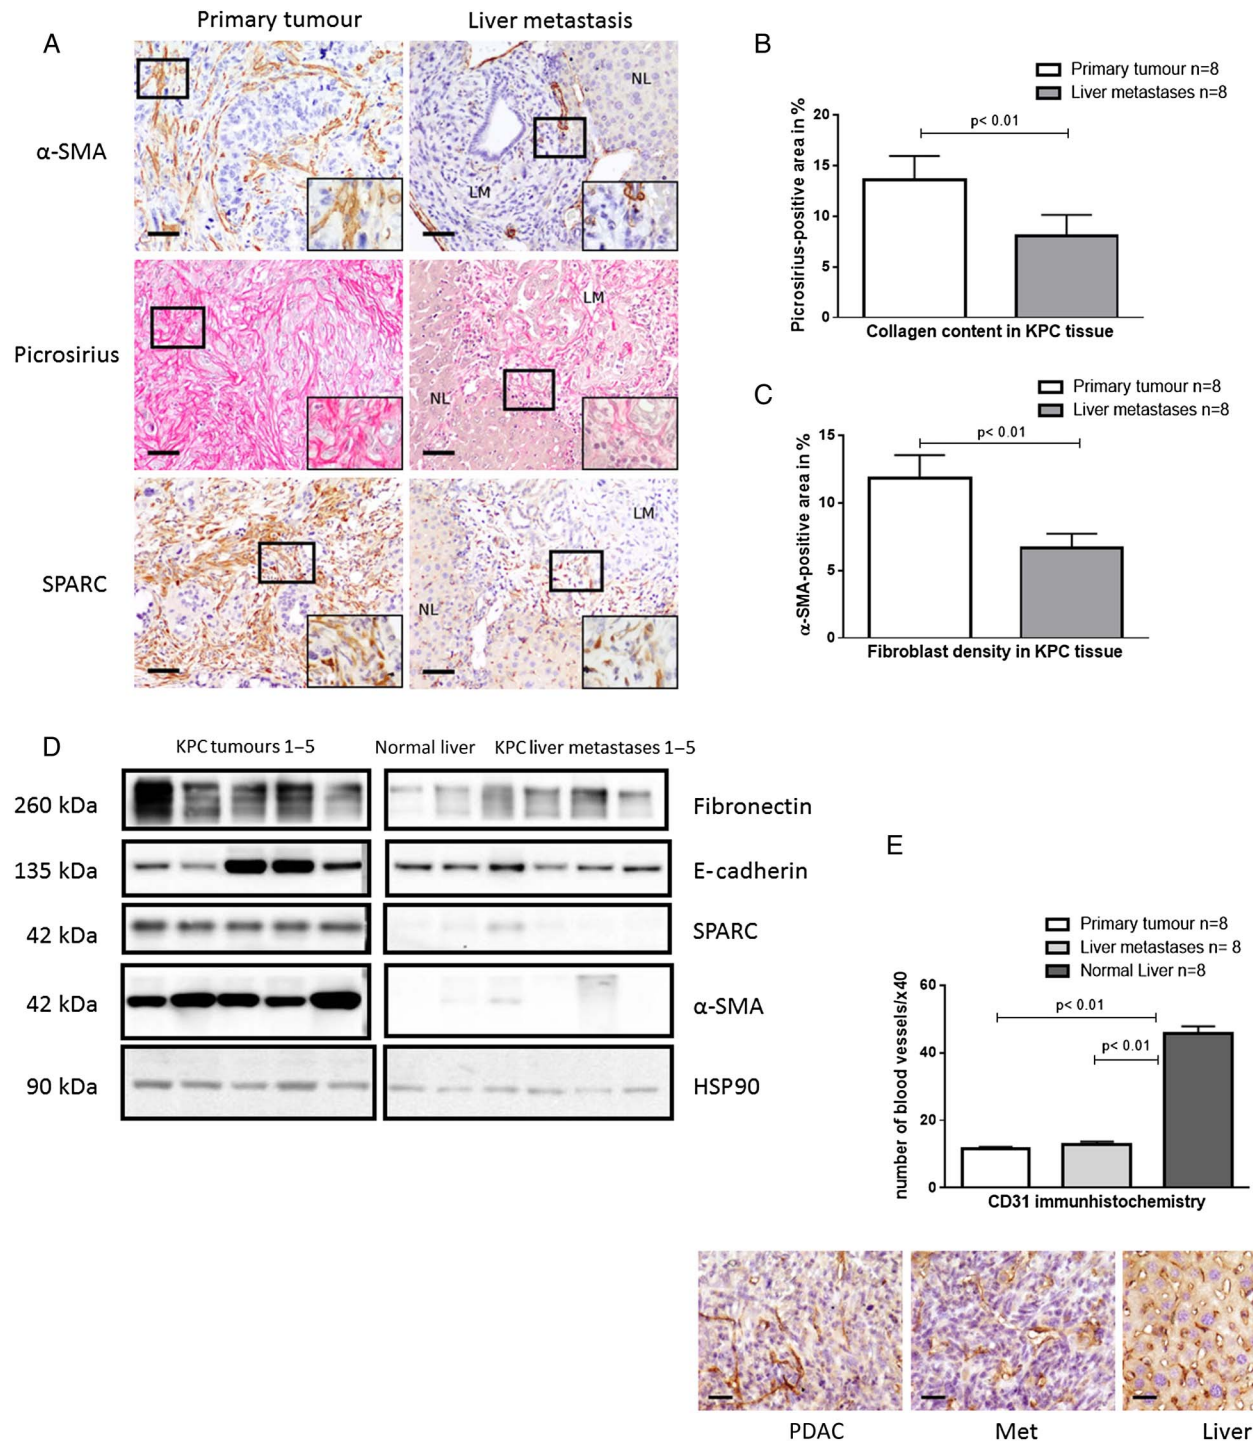 A
Primary tumour
Liver metastasis
α-SMA
NL
LM
Picrosirius
LM
NL
SPARC
LM
NL
B
Primary tumour n=8
Liver metastases n=8
Picrosirius-positive area in %
20
15
10
5
0
p< 0.01
Collagen content in KPC tissue
C
Primary tumour n=8
Liver metastases n=8
α-SMA-positive area in %
15
10
5
0
p< 0.01
Fibroblast density in KPC tissue
D
KPC tumours 1–5
Normal liver
KPC liver metastases 1–5
260 kDa
Fibronectin
135 kDa
E-cadherin
42 kDa
SPARC
42 kDa
α-SMA
90 kDa
HSP90
E
Primary tumour n=8
Liver metastases n= 8
Normal Liver n=8
number of blood vessels/x40
60
40
20
0
p< 0.01
p< 0.01
CD31 immunhistochemistry
PDAC
Met
Liver